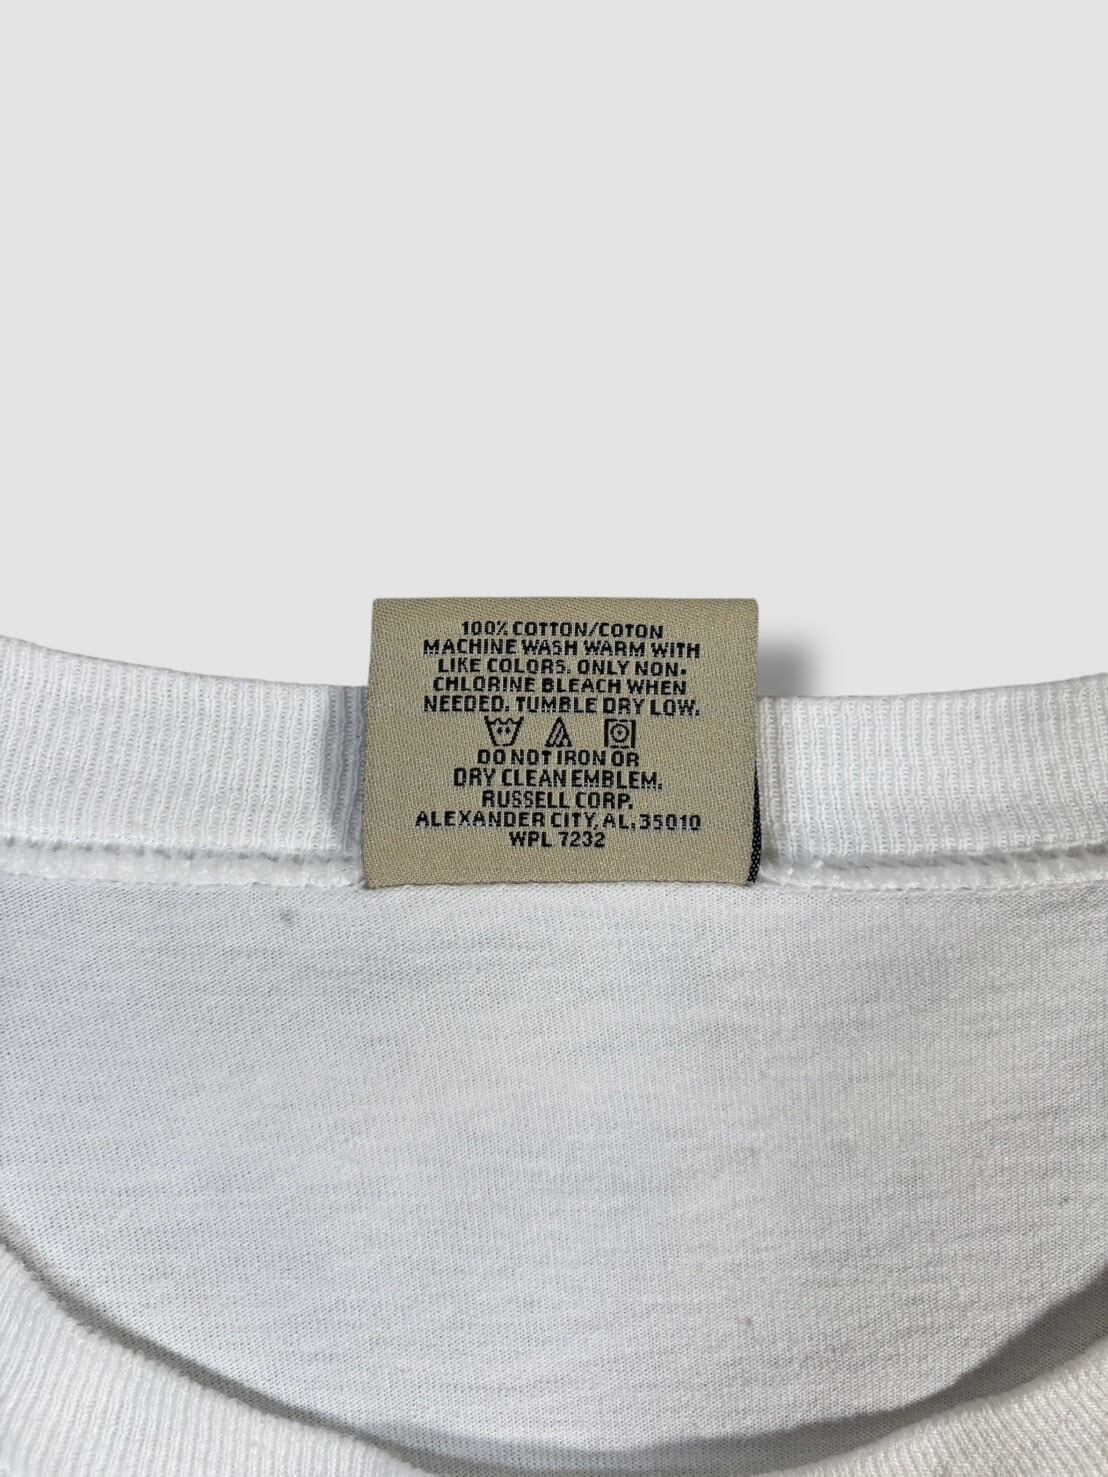 100% COTTON/COTON
MACHINE WASH WARM WITH
LIKE COLORS. ONLY NON-
CHLORINE BLEACH WHEN
NEEDED. TUMBLE DRY LOW.
DO NOT IRON OR
DRY CLEAN EMBLEM.
RUSSELL CORP.
ALEXANDER CITY, AL. 35010
WPL 7232